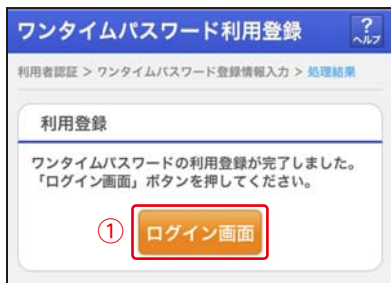 ワンタイムパスワード利用登録
?
ヘルプ
利用者認証 > ワンタイムパスワード登録情報入力 > 処理結果
利用登録
ワンタイムパスワードの利用登録が完了しました。
「ログイン画面」ボタンを押してください。
① ログイン画面